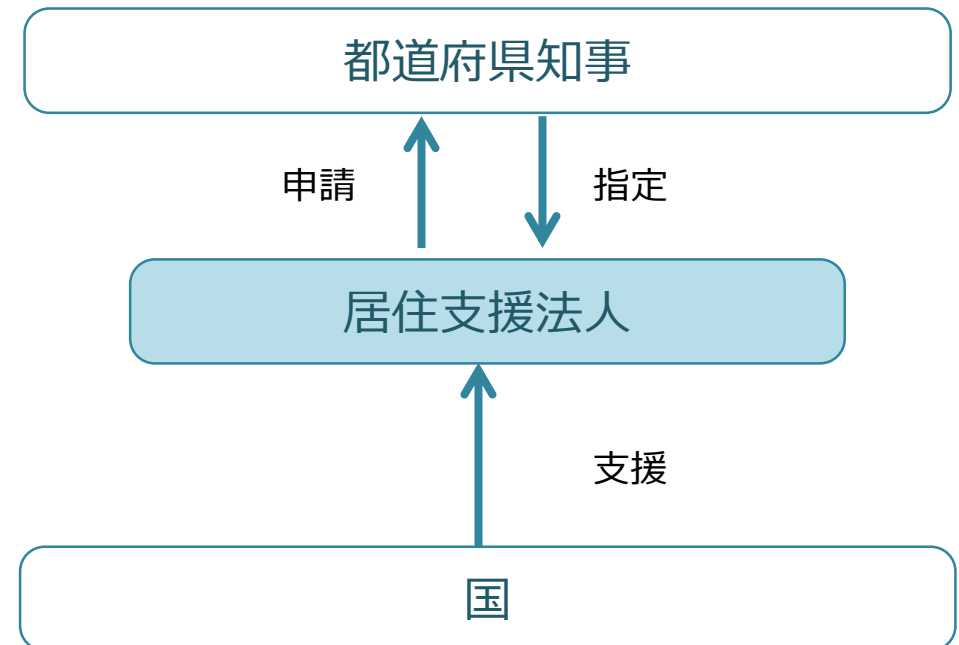 都道府県知事
申請
指定
居住支援法人
支援
国